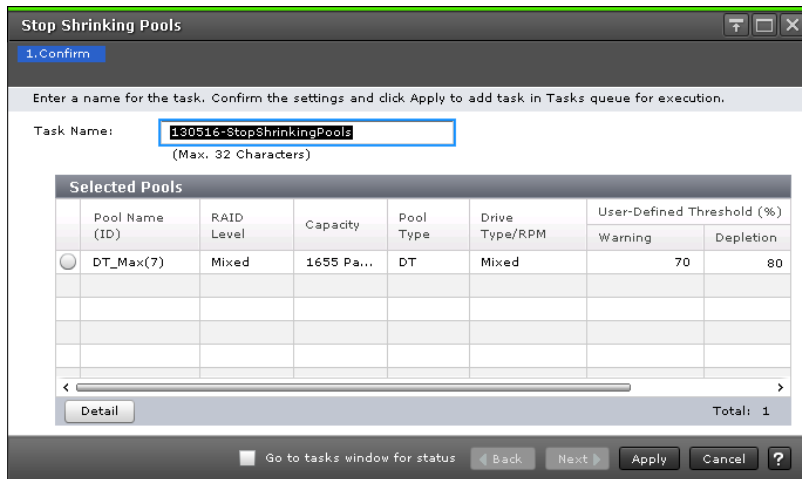 Stop Shrinking Pools
1.Confirm
Enter a name for the task. Confirm the settings and click Apply to add task in Tasks queue for execution.
Task Name: 130516-StopShrinkingPools
(Max. 32 Characters)
Selected Pools
Pool Name (ID) RAID Level Capacity Pool Type Drive Type/RPM User-Defined Threshold (%)
Warning Depletion
DT_Max(7) Mixed 1655 Pa... DT Mixed 70 80
Detail Total: 1
Go to tasks window for status Back Next Apply Cancel ?